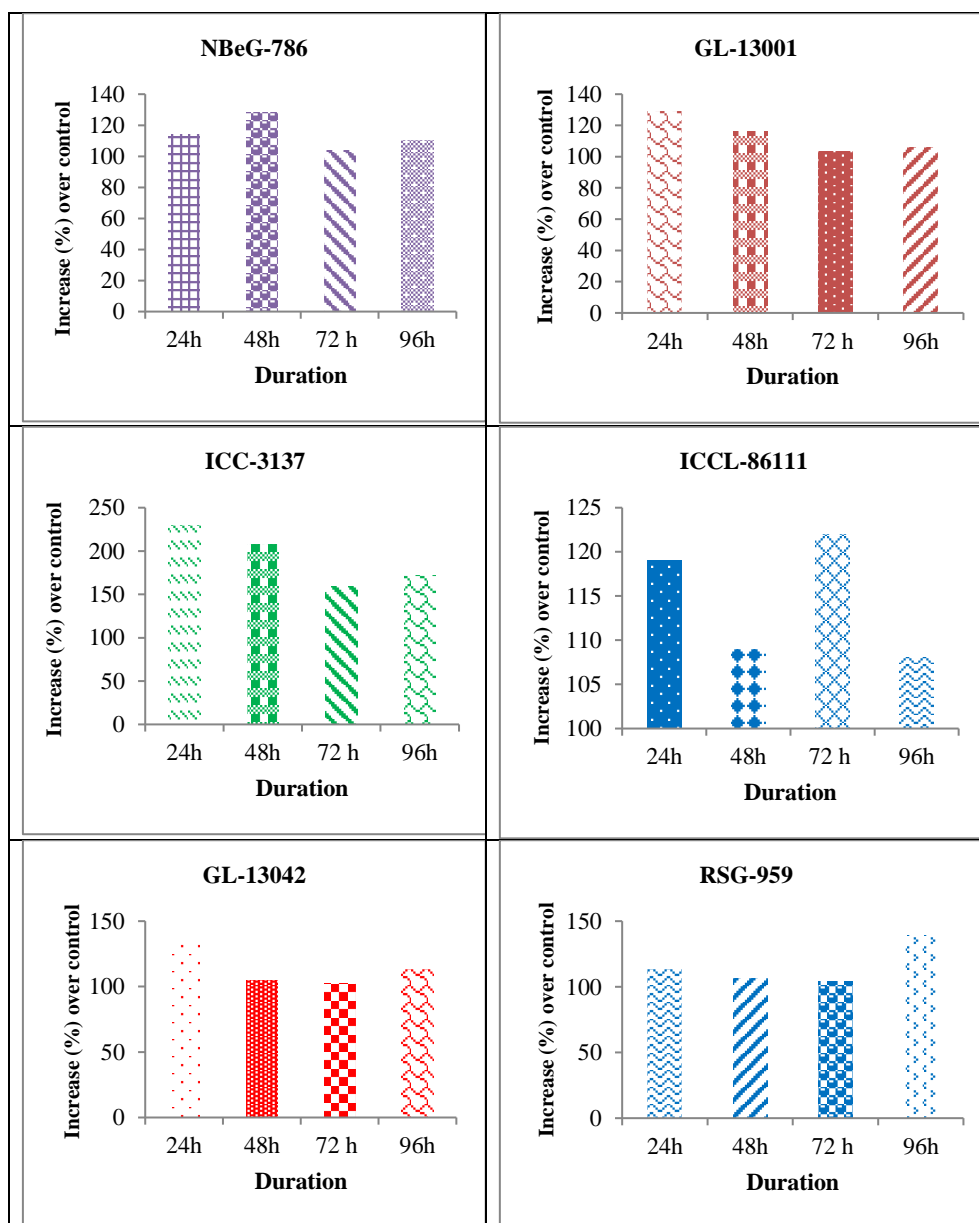 NBeG-786
Increase (%) over control
140
120
100
80
60
40
20
0
24h 48h 72 h 96h
Duration
GL-13001
Increase (%) over control
140
120
100
80
60
40
20
0
24h 48h 72 h 96h
Duration
ICC-3137
Increase (%) over control
250
200
150
100
50
0
24h 48h 72 h 96h
Duration
ICCL-86111
Increase (%) over control
125
120
115
110
105
100
24h 48h 72 h 96h
Duration
GL-13042
Increase (%) over control
150
100
50
0
24h 48h 72 h 96h
Duration
RSG-959
Increase (%) over control
150
100
50
0
24h 48h 72 h 96h
Duration